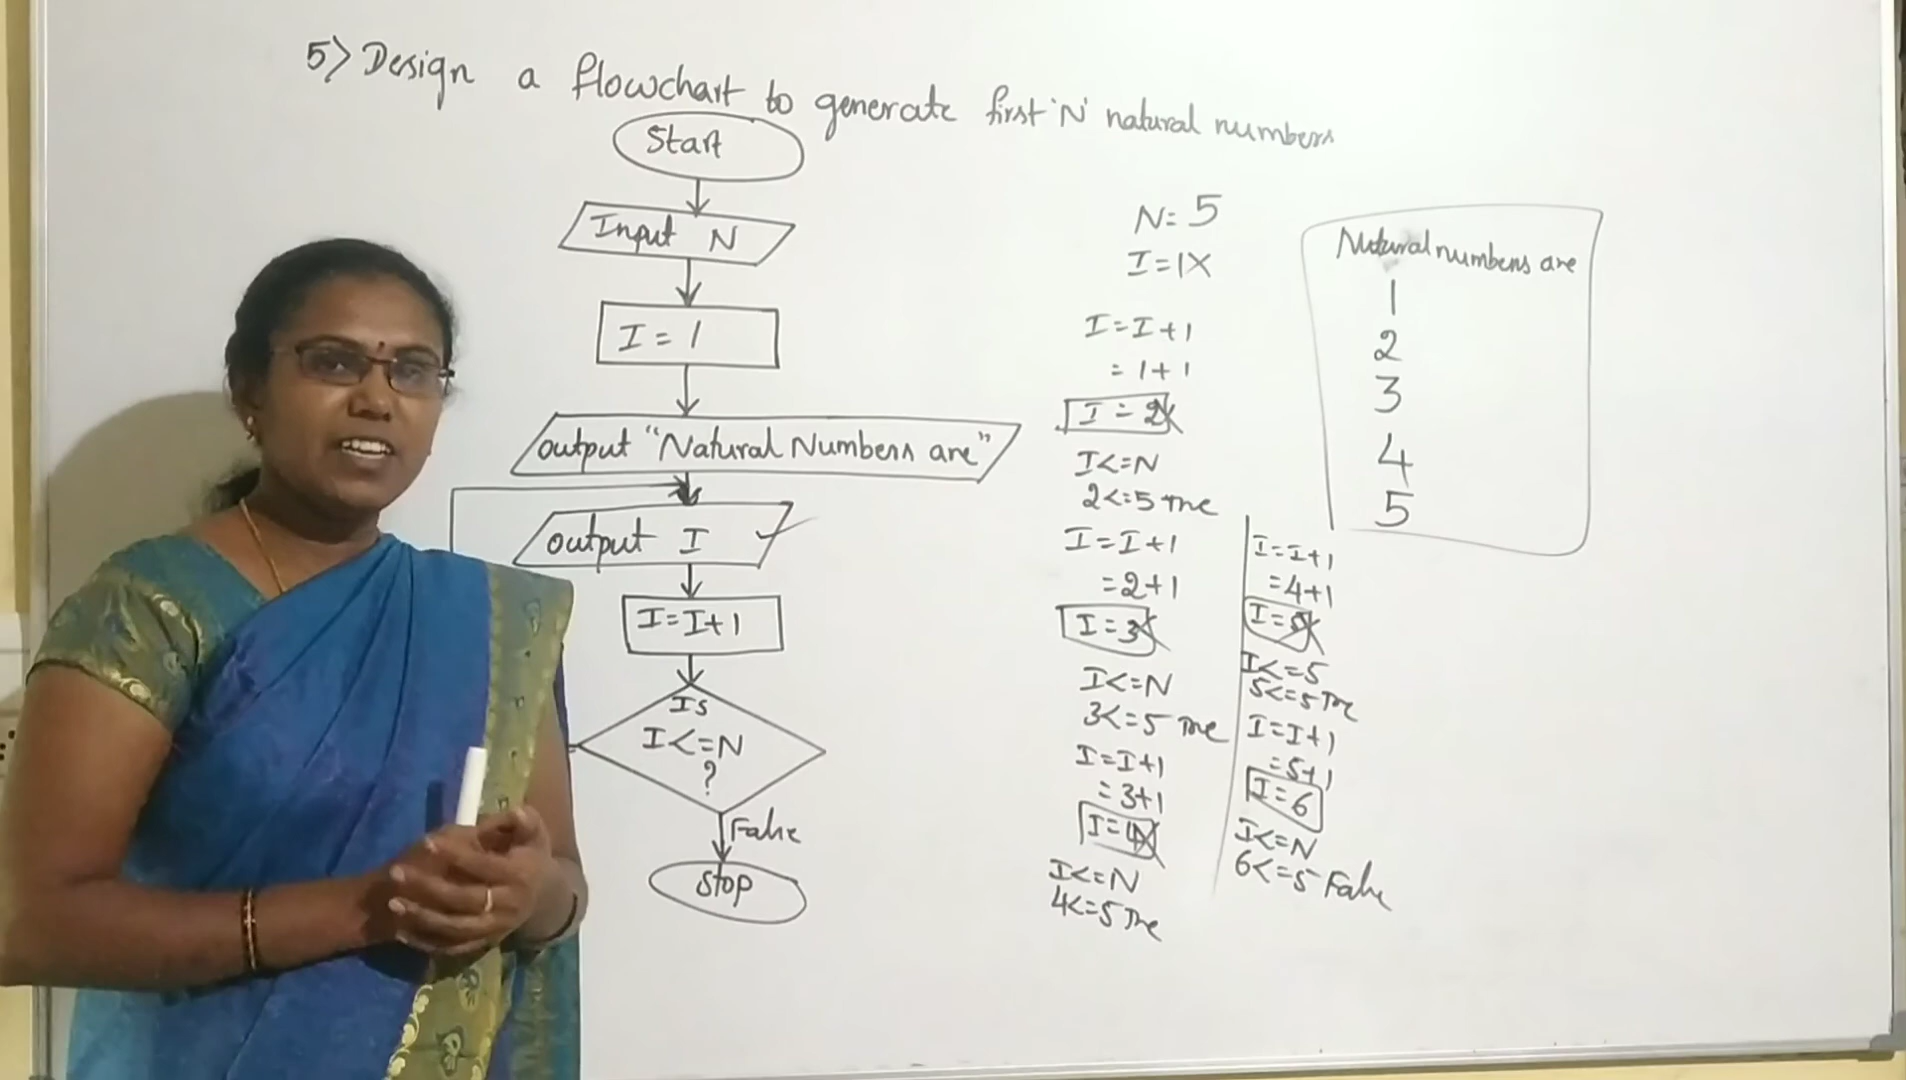 5) Design a flowchart to generate first 'N' natural numbers
Start
Input N
I = 1
output "Natural Numbers are"
output I
I=I+1
Is
I<=N
?
False
Stop
N=5
I=1
I=I+1
=1+1
I=2
I<=N
2<=5 True
I=I+1
=2+1
I=3
I<=N
3<=5 True
I=I+1
=3+1
I=4
I<=N
4<=5 True
I=I+1
=4+1
I=5
I<=5
5<=5 True
I=I+1
=5+1
I=6
I<=N
6<=5 False
Natural numbers are
1
2
3
4
5